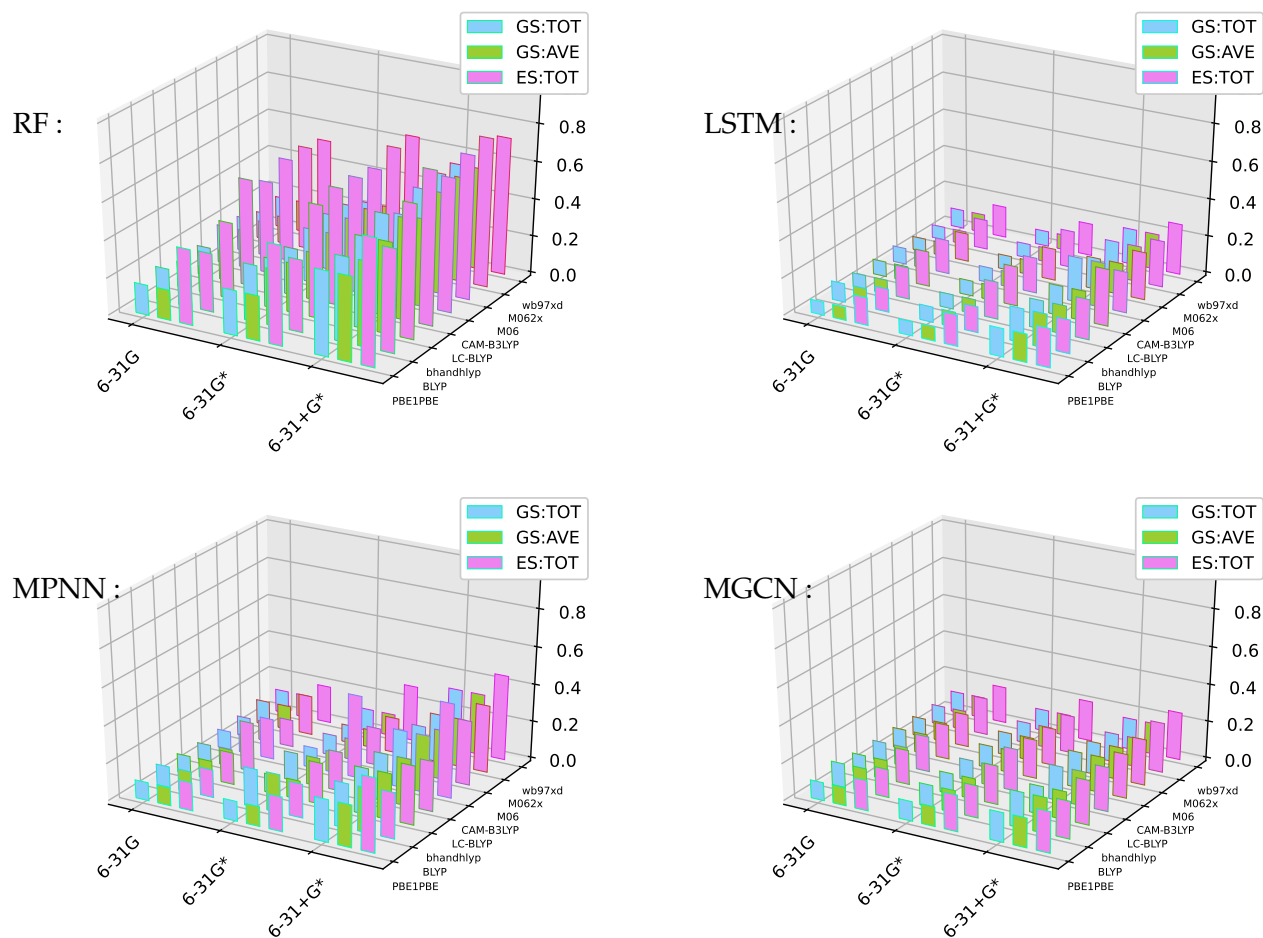 RF :
GS:TOT
GS:AVE
ES:TOT
0.8
0.6
0.4
0.2
0.0
wb97xd
M062x
M06
CAM-B3LYP
LC-BLYP
bhandhlyp
BLYP
PBE1PBE
6-31G
6-31G*
6-31+G*
LSTM :
GS:TOT
GS:AVE
ES:TOT
0.8
0.6
0.4
0.2
0.0
wb97xd
M062x
M06
CAM-B3LYP
LC-BLYP
bhandhlyp
BLYP
PBE1PBE
6-31G
6-31G*
6-31+G*
MPNN :
GS:TOT
GS:AVE
ES:TOT
0.8
0.6
0.4
0.2
0.0
wb97xd
M062x
M06
CAM-B3LYP
LC-BLYP
bhandhlyp
BLYP
PBE1PBE
6-31G
6-31G*
6-31+G*
MGCN :
GS:TOT
GS:AVE
ES:TOT
0.8
0.6
0.4
0.2
0.0
wb97xd
M062x
M06
CAM-B3LYP
LC-BLYP
bhandhlyp
BLYP
PBE1PBE
6-31G
6-31G*
6-31+G*